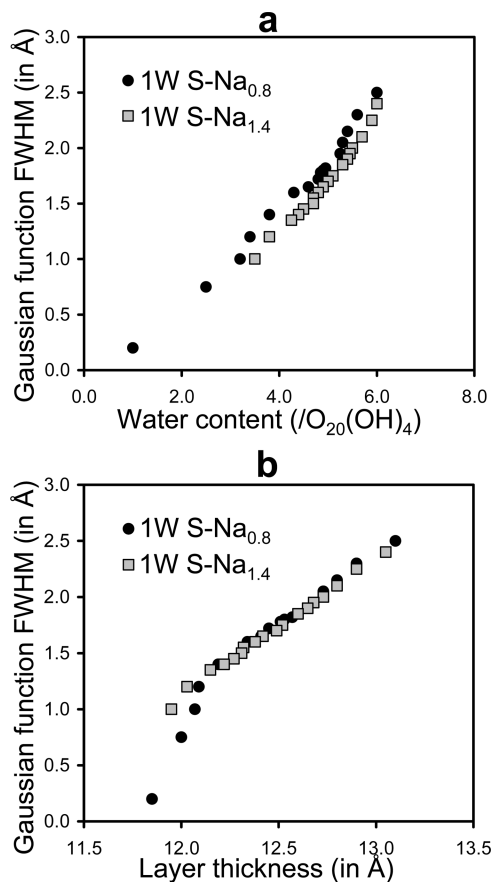 a
3.0
2.5
2.0
1.5
1.0
0.5
0.0
Gaussian function FWHM (in Å)
1W S-Na0.8
1W S-Na1.4
0.0 2.0 4.0 6.0 8.0
Water content (/O20(OH)4)
b
3.0
2.5
2.0
1.5
1.0
0.5
0.0
Gaussian function FWHM (in Å)
1W S-Na0.8
1W S-Na1.4
11.5 12.0 12.5 13.0 13.5
Layer thickness (in Å)